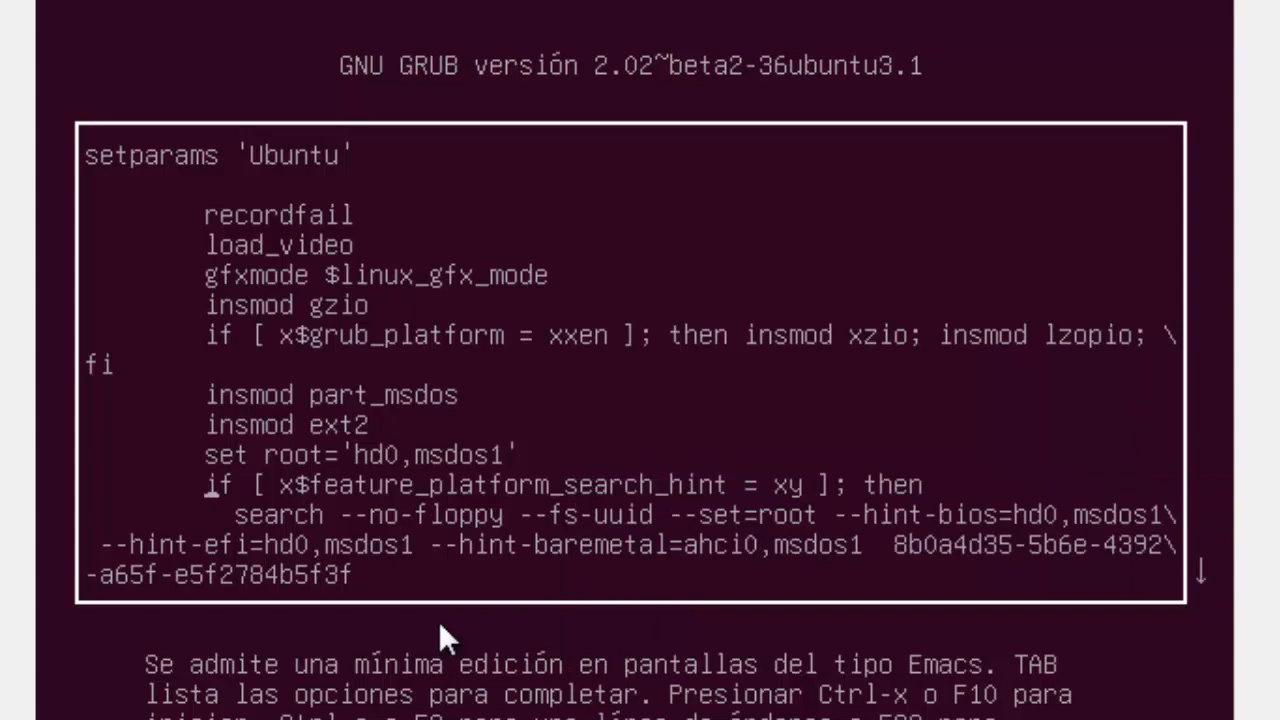 GNU GRUB versión 2.02~beta2-36ubuntu3.1
setparams 'Ubuntu'
recordfail
load_video
gfxmode $linux_gfx_mode
insmod gzio
if [ x$grub_platform = xxen ]; then insmod xzio; insmod lzopio; \
fi
insmod part_msdos
insmod ext2
set root='hd0,msdos1'
if [ x$feature_platform_search_hint = xy ]; then
search --no-floppy --fs-uuid --set=root --hint-bios=hd0,msdos1\
--hint-efi=hd0,msdos1 --hint-baremetal=ahci0,msdos1  8b0a4d35-5b6e-4392\
-a65f-e5f2784b5f3f
↓
Se admite una mínima edición en pantallas del tipo Emacs. TAB
lista las opciones para completar. Presionar Ctrl-x o F10 para